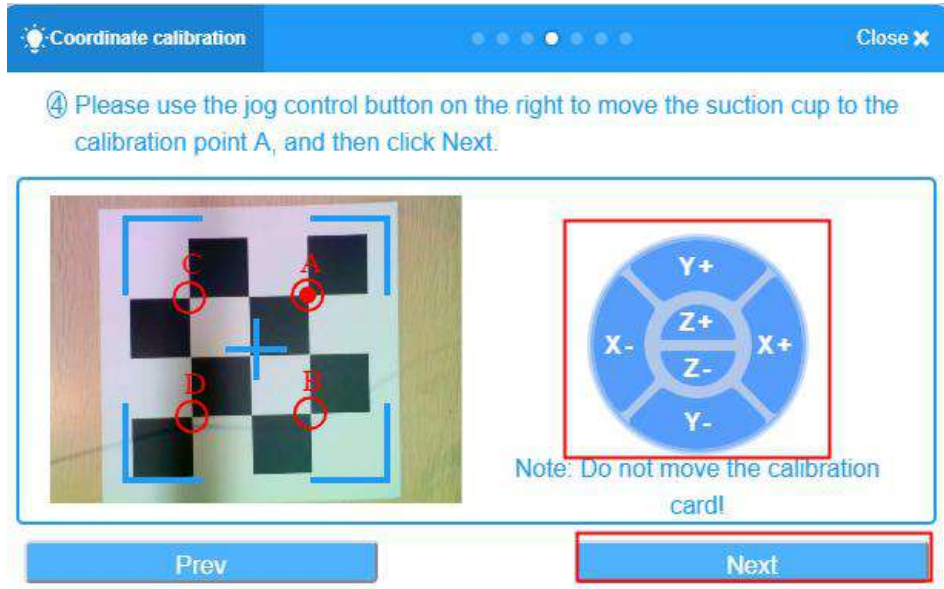 Coordinate calibration
Close ✕
④ Please use the jog control button on the right to move the suction cup to the
calibration point A, and then click Next.
C
A
D
B
Y+
Z+
X-
X+
Z-
Y-
Note: Do not move the calibration
card!
Prev
Next